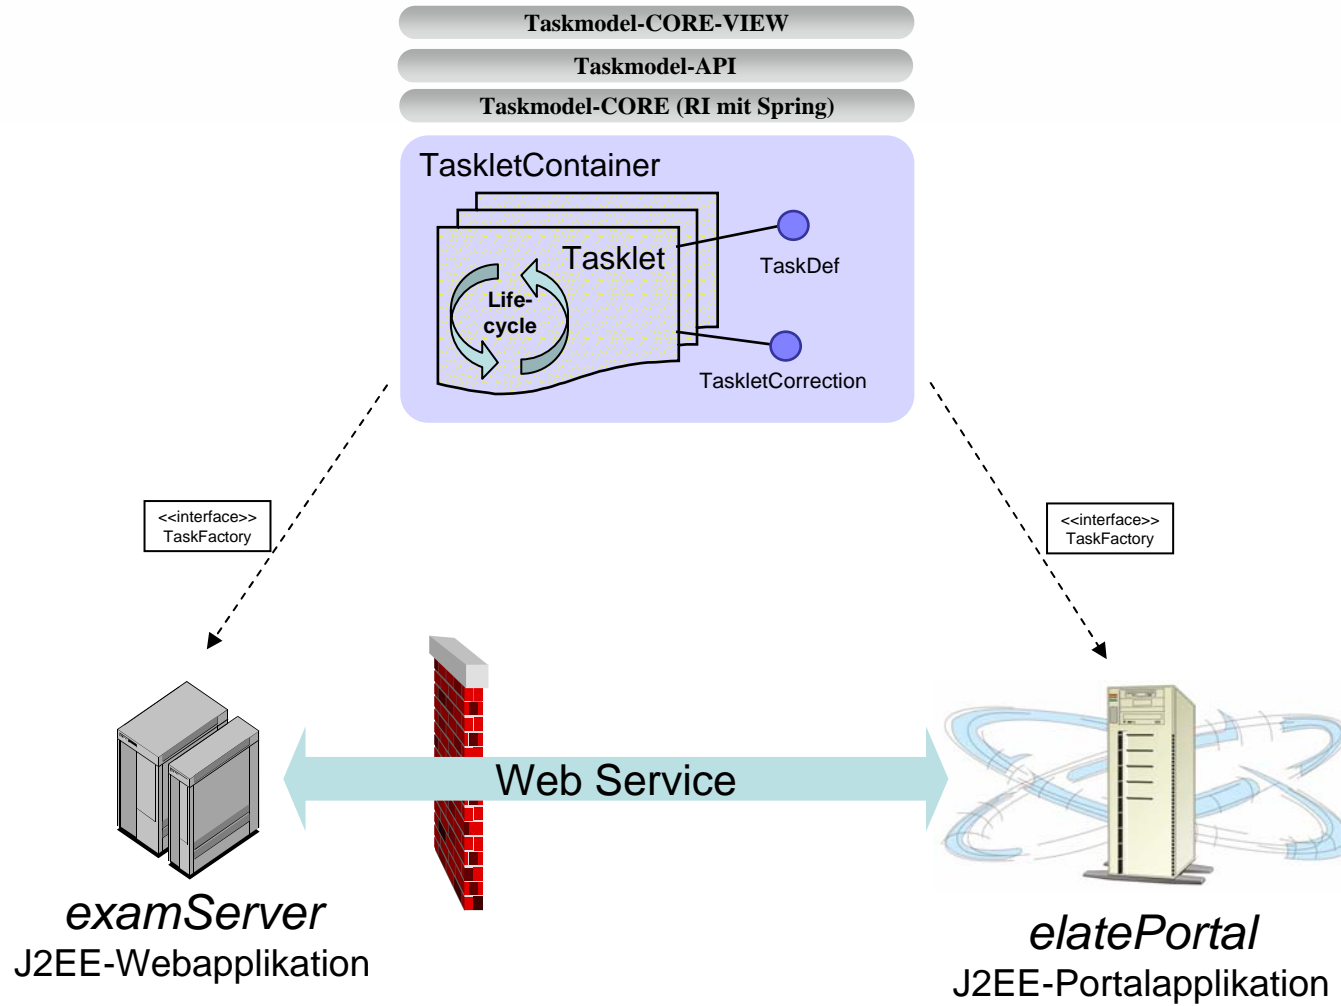 Taskmodel-CORE-VIEW
Taskmodel-API
Taskmodel-CORE (RI mit Spring)
TaskletContainer
Tasklet
TaskDef
Life-
cycle
TaskletCorrection
<<interface>>
TaskFactory
<<interface>>
TaskFactory
Web Service
examServer
J2EE-Webapplikation
elatePortal
J2EE-Portalapplikation